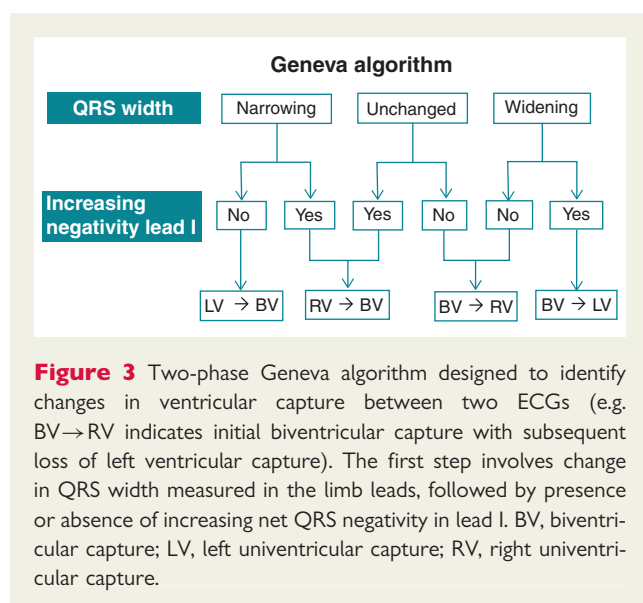 Geneva algorithm
QRS width
Narrowing
Unchanged
Widening
Increasing
negativity lead I
No
Yes
Yes
No
No
Yes
LV → BV
RV → BV
BV → RV
BV → LV
Figure 3 Two-phase Geneva algorithm designed to identify
changes in ventricular capture between two ECGs (e.g.
BV→RV indicates initial biventricular capture with subsequent
loss of left ventricular capture). The first step involves change
in QRS width measured in the limb leads, followed by presence
or absence of increasing net QRS negativity in lead I. BV, biventri-
cular capture; LV, left univentricular capture; RV, right univentri-
cular capture.